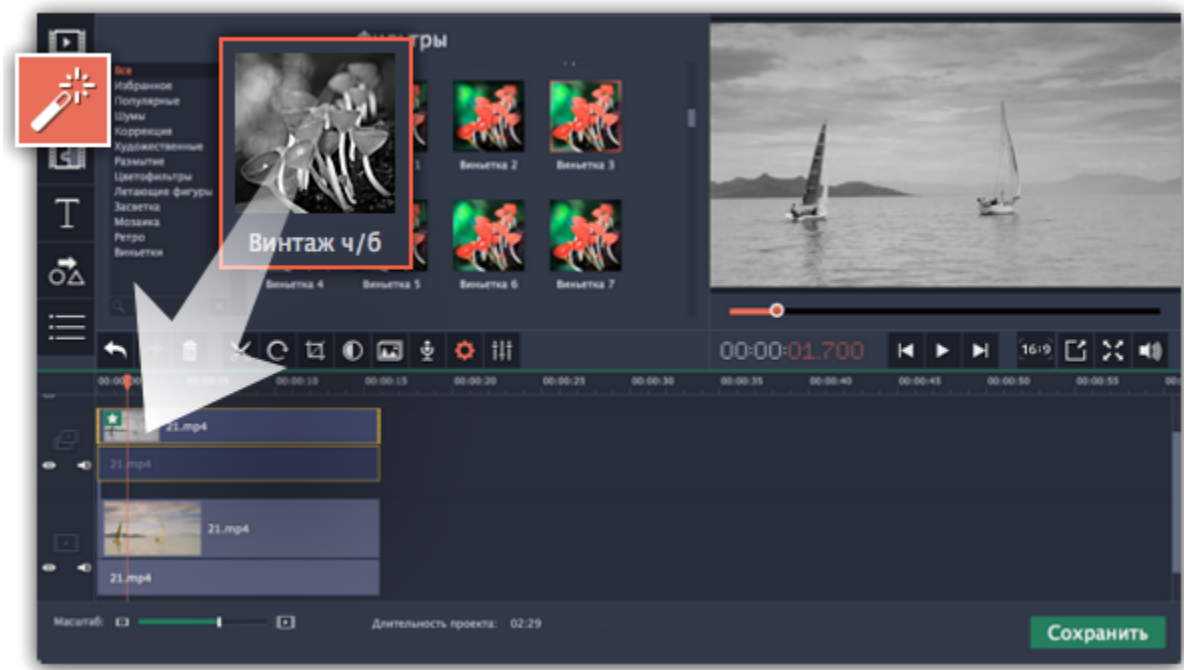 Фильтры
Все
Избранное
Популярные
Шумы
Коррекция
Художественные
Размытие
Цветофильтры
Летающие фигуры
Засветка
Мозаика
Ретро
Виньетки
Винтаж ч/б
1
Виньетка 2
Виньетка 3
Виньетка 4
Виньетка 5
Виньетка 6
Виньетка 7
T
00:00:01.700
16:9
00:00:10
00:00:15
00:00:20
00:00:25
00:00:30
00:00:35
00:00:40
00:00:45
00:00:50
00:00:55
21.mp4
21.mp4
21.mp4
21.mp4
Масштаб:
Длительность проекта: 02:29
Сохранить